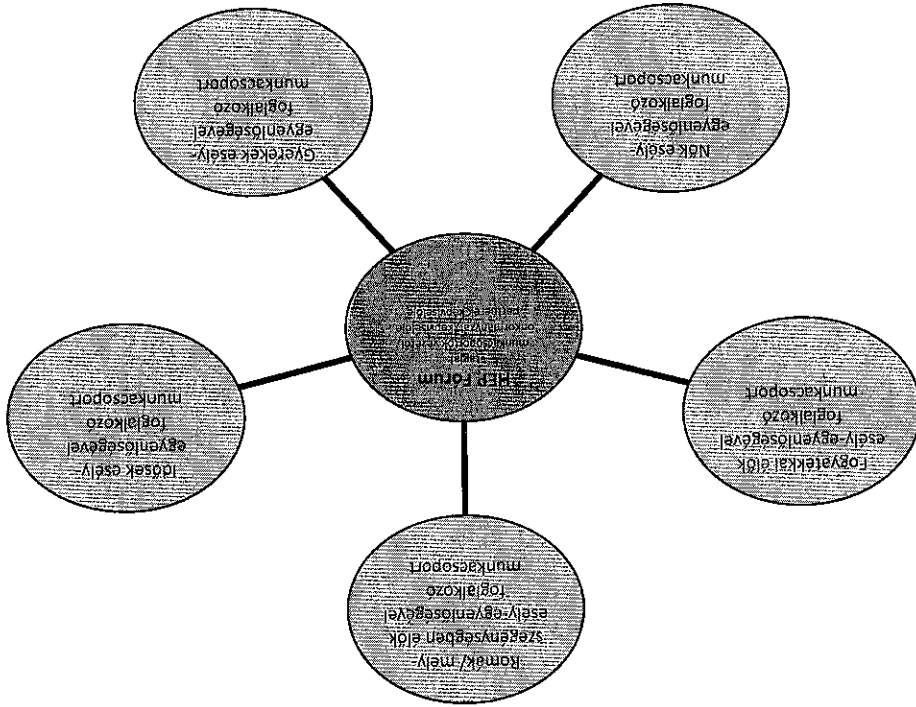 Romák/mély-
szegénységben élők
esély-egyenlőségével
foglalkozó
munkacsoport
Fogyatékkal élők
esély-egyenlőségével
foglalkozó
munkacsoport
Idősek esély-
egyenlőségével
foglalkozó
munkacsoport
HEP Fórum
tagjai:
Nők esély-
egyenlőségével
foglalkozó
munkacsoport
Gyerekek esély-
egyenlőségével
foglalkozó
munkacsoport